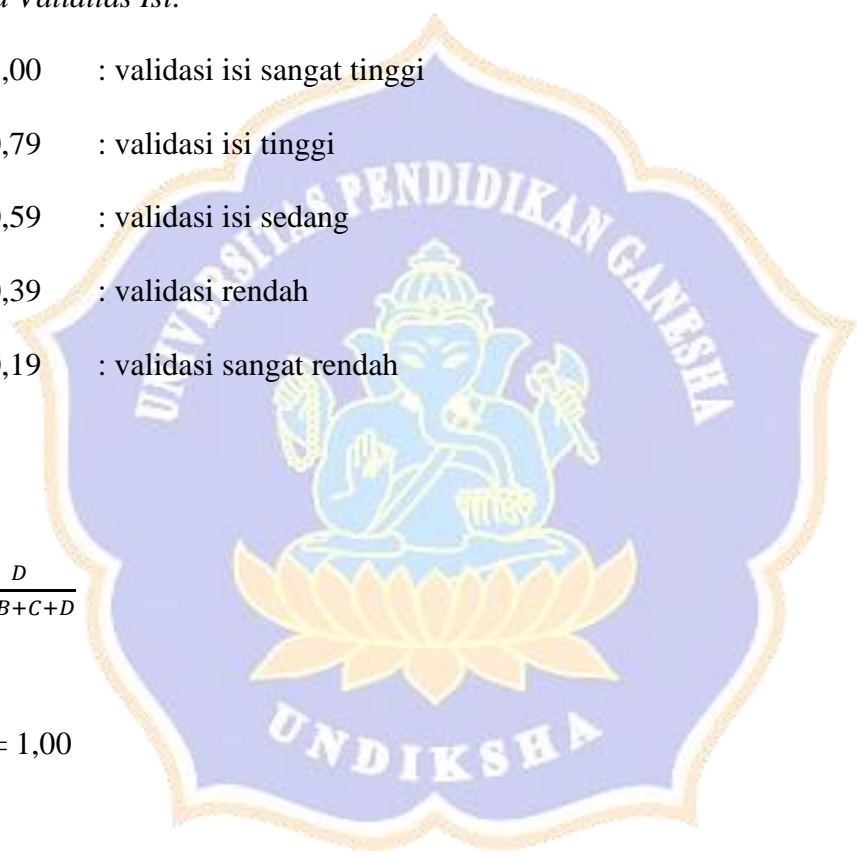 Validitas Isi:
,00 : validasi isi sangat tinggi
,79 : validasi isi tinggi
,59 : validasi isi sedang
,39 : validasi rendah
,19 : validasi sangat rendah
UNIVERSITAS PENDIDIKAN GANESHA
D
B+C+D
= 1,00
UNDIKSHA